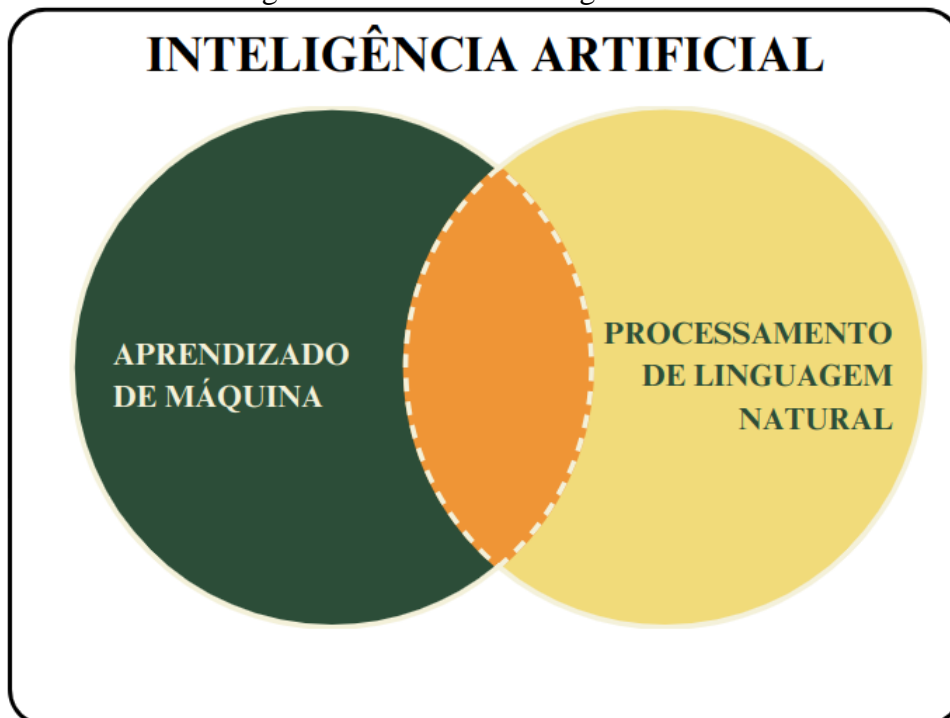 INTELIGÊNCIA ARTIFICIAL
APRENDIZADO
DE MÁQUINA
PROCESSAMENTO
DE LINGUAGEM
NATURAL